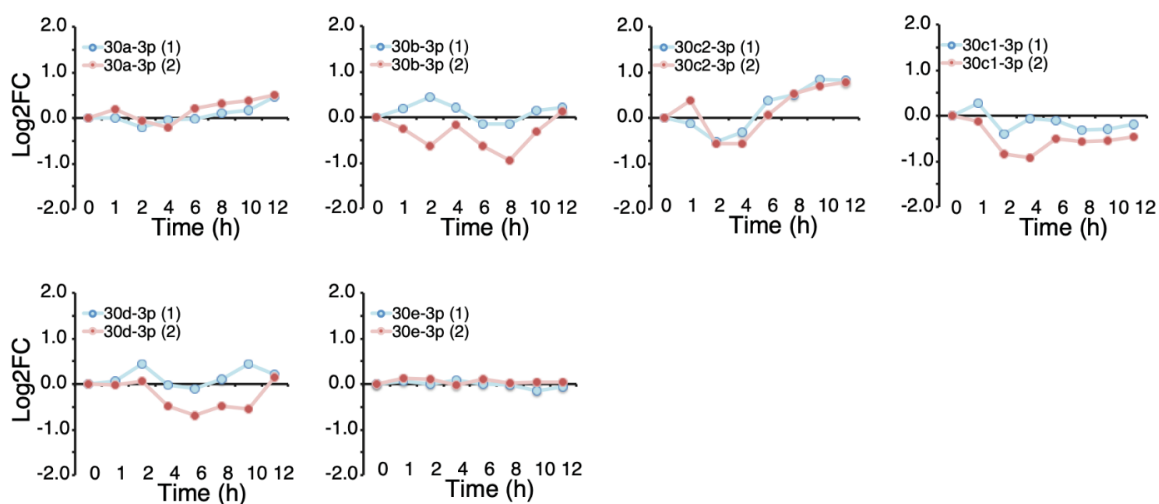 2.0
1.0
0.0
-1.0
-2.0
Log2FC
30a-3p (1)
30a-3p (2)
0 1 2 4 6 8 10 12
Time (h)
2.0
1.0
0.0
-1.0
-2.0
30b-3p (1)
30b-3p (2)
0 1 2 4 6 8 10 12
Time (h)
2.0
1.0
0.0
-1.0
-2.0
30c2-3p (1)
30c2-3p (2)
0 1 2 4 6 8 10 12
Time (h)
2.0
1.0
0.0
-1.0
-2.0
30c1-3p (1)
30c1-3p (2)
0 1 2 4 6 8 10 12
Time (h)
2.0
1.0
0.0
-1.0
-2.0
Log2FC
30d-3p (1)
30d-3p (2)
0 1 2 4 6 8 10 12
Time (h)
2.0
1.0
0.0
-1.0
-2.0
30e-3p (1)
30e-3p (2)
0 1 2 4 6 8 10 12
Time (h)